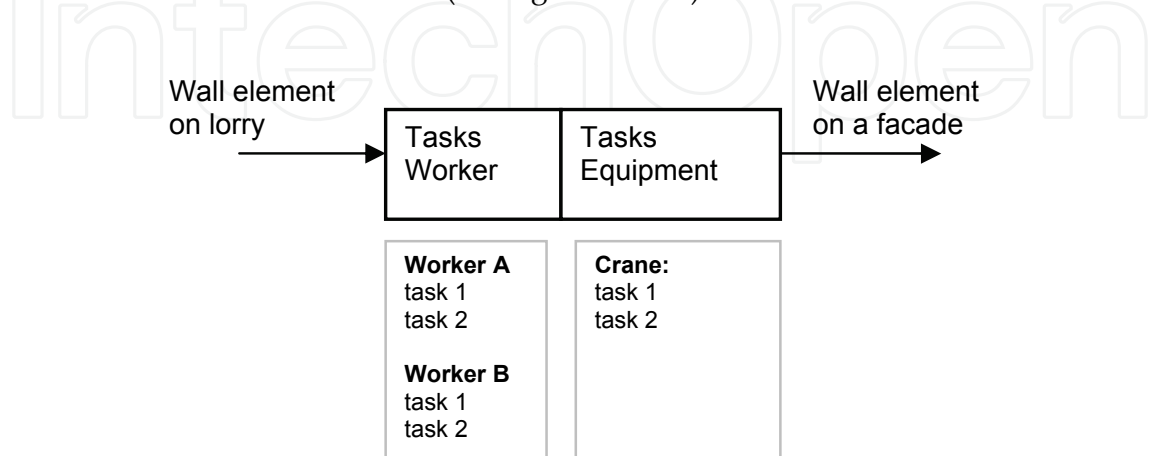 IntechOpen
Wall element
on lorry
Wall element
on a facade
Tasks
Worker
Tasks
Equipment
Worker A
task 1
task 2
Worker B
task 1
task 2
Crane:
task 1
task 2